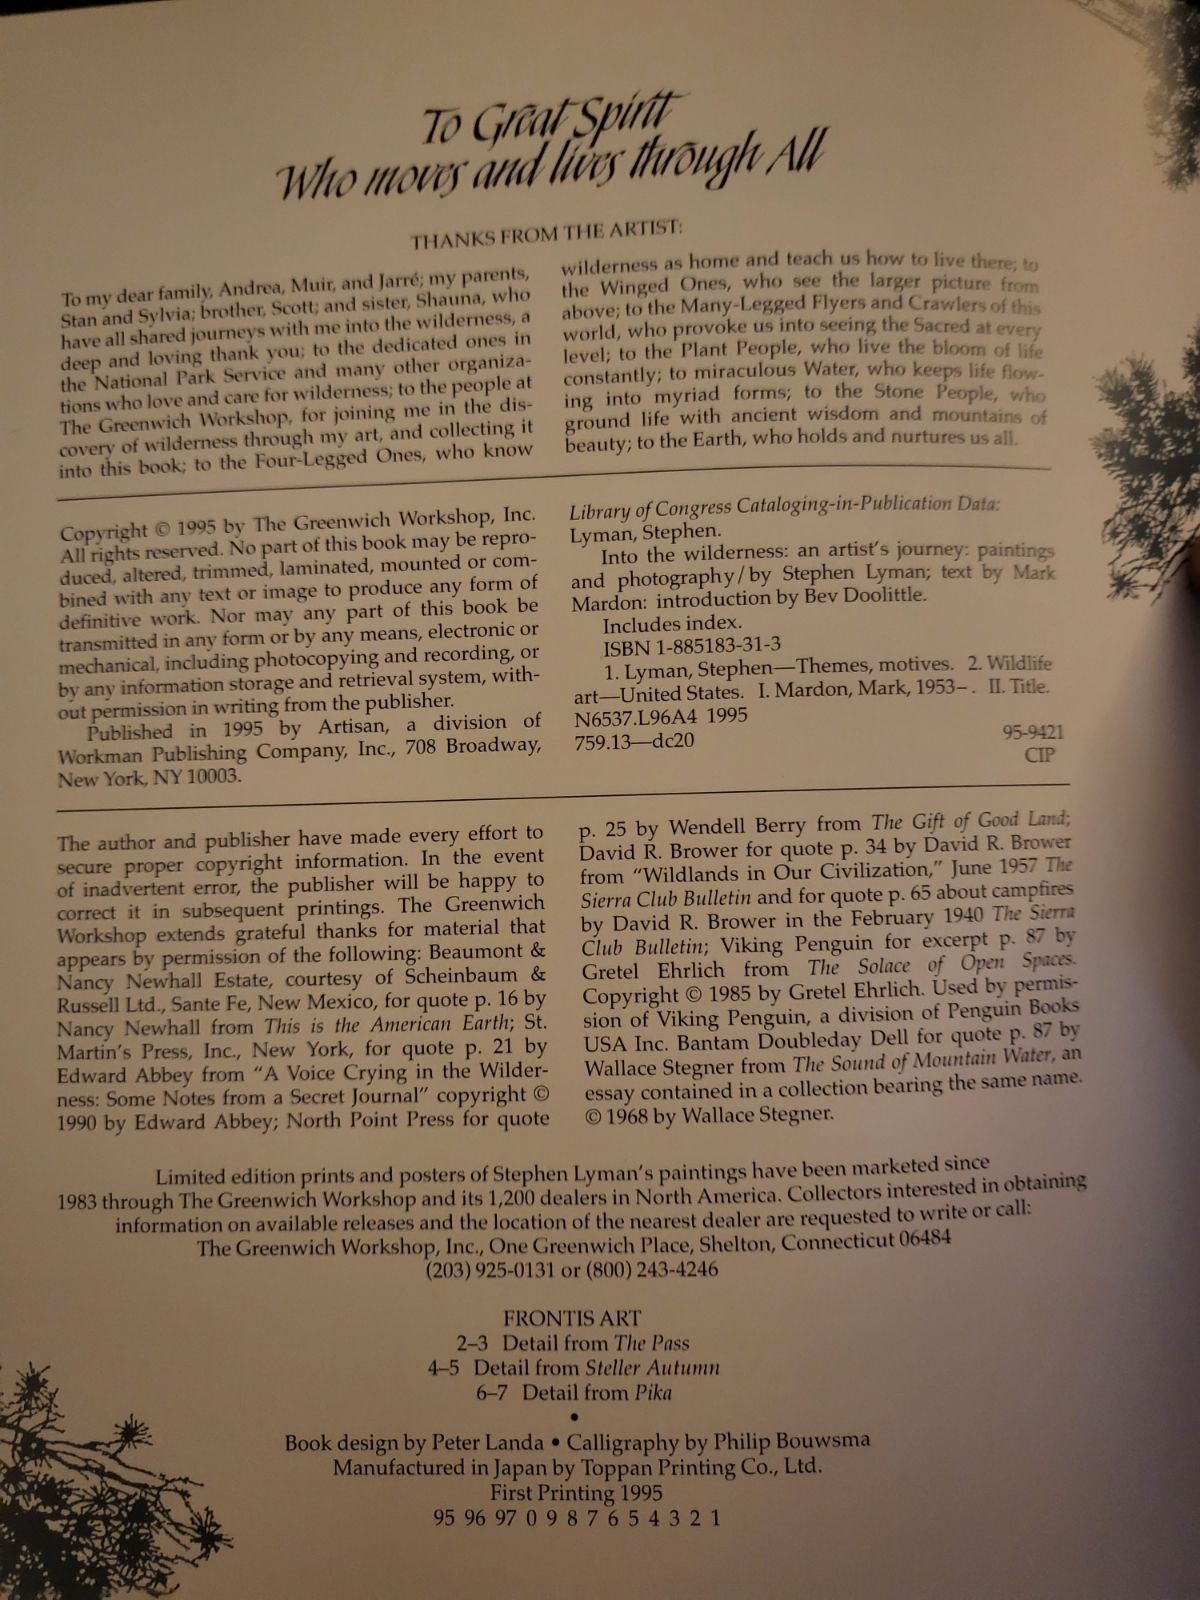 To Great Spirit
Who moves and lives through All
THANKS FROM THE ARTIST:
To my dear family, Andrea, Muir, and Jarré; my parents,
Stan and Sylvia; brother, Scott; and sister, Shauna, who
have all shared journeys with me into the wilderness, a
deep and loving thank you; to the dedicated ones in
the National Park Service and many other organiza-
tions who love and care for wilderness; to the people at
The Greenwich Workshop, for joining me in the dis-
covery of wilderness through my art, and collecting it
into this book; to the Four-Legged Ones, who know
wilderness as home and teach us how to live there; to
the Winged Ones, who see the larger picture from
above; to the Many-Legged Flyers and Crawlers of this
world, who provoke us into seeing the Sacred at every
level; to the Plant People, who live the bloom of life
constantly; to miraculous Water, who keeps life flow-
ing into myriad forms; to the Stone People, who
ground life with ancient wisdom and mountains of
beauty; to the Earth, who holds and nurtures us all.
Copyright © 1995 by The Greenwich Workshop, Inc.
All rights reserved. No part of this book may be repro-
duced, altered, trimmed, laminated, mounted or com-
bined with any text or image to produce any form of
definitive work. Nor may any part of this book be
transmitted in any form or by any means, electronic or
mechanical, including photocopying and recording, or
by any information storage and retrieval system, with-
out permission in writing from the publisher.
Published in 1995 by Artisan, a division of
Workman Publishing Company, Inc., 708 Broadway,
New York, NY 10003.
Library of Congress Cataloging-in-Publication Data:
Lyman, Stephen.
Into the wilderness: an artist's journey: paintings
and photography/by Stephen Lyman; text by Mark
Mardon: introduction by Bev Doolittle.
Includes index.
ISBN 1-885183-31-3
1. Lyman, Stephen—Themes, motives. 2. Wildlife
art—United States. I. Mardon, Mark, 1953– . II. Title.
N6537.L96A4 1995
759.13—dc20
95-9421
CIP
The author and publisher have made every effort to
secure proper copyright information. In the event
of inadvertent error, the publisher will be happy to
correct it in subsequent printings. The Greenwich
Workshop extends grateful thanks for material that
appears by permission of the following: Beaumont &
Nancy Newhall Estate, courtesy of Scheinbaum &
Russell Ltd., Sante Fe, New Mexico, for quote p. 16 by
Nancy Newhall from This is the American Earth; St.
Martin's Press, Inc., New York, for quote p. 21 by
Edward Abbey from “A Voice Crying in the Wilder-
ness: Some Notes from a Secret Journal” copyright ©
1990 by Edward Abbey; North Point Press for quote
p. 25 by Wendell Berry from The Gift of Good Land;
David R. Brower for quote p. 34 by David R. Brower
from “Wildlands in Our Civilization,” June 1957 The
Sierra Club Bulletin and for quote p. 65 about campfires
by David R. Brower in the February 1940 The Sierra
Club Bulletin; Viking Penguin for excerpt p. 87 by
Gretel Ehrlich from The Solace of Open Spaces.
Copyright © 1985 by Gretel Ehrlich. Used by permis-
sion of Viking Penguin, a division of Penguin Books
USA Inc. Bantam Doubleday Dell for quote p. 87 by
Wallace Stegner from The Sound of Mountain Water, an
essay contained in a collection bearing the same name.
© 1968 by Wallace Stegner.
Limited edition prints and posters of Stephen Lyman's paintings have been marketed since
1983 through The Greenwich Workshop and its 1,200 dealers in North America. Collectors interested in obtaining
information on available releases and the location of the nearest dealer are requested to write or call:
The Greenwich Workshop, Inc., One Greenwich Place, Shelton, Connecticut 06484
(203) 925-0131 or (800) 243-4246
FRONTIS ART
2–3 Detail from The Pass
4–5 Detail from Steller Autumn
6–7 Detail from Pika
•
Book design by Peter Landa • Calligraphy by Philip Bouwsma
Manufactured in Japan by Toppan Printing Co., Ltd.
First Printing 1995
95 96 97 0 9 8 7 6 5 4 3 2 1